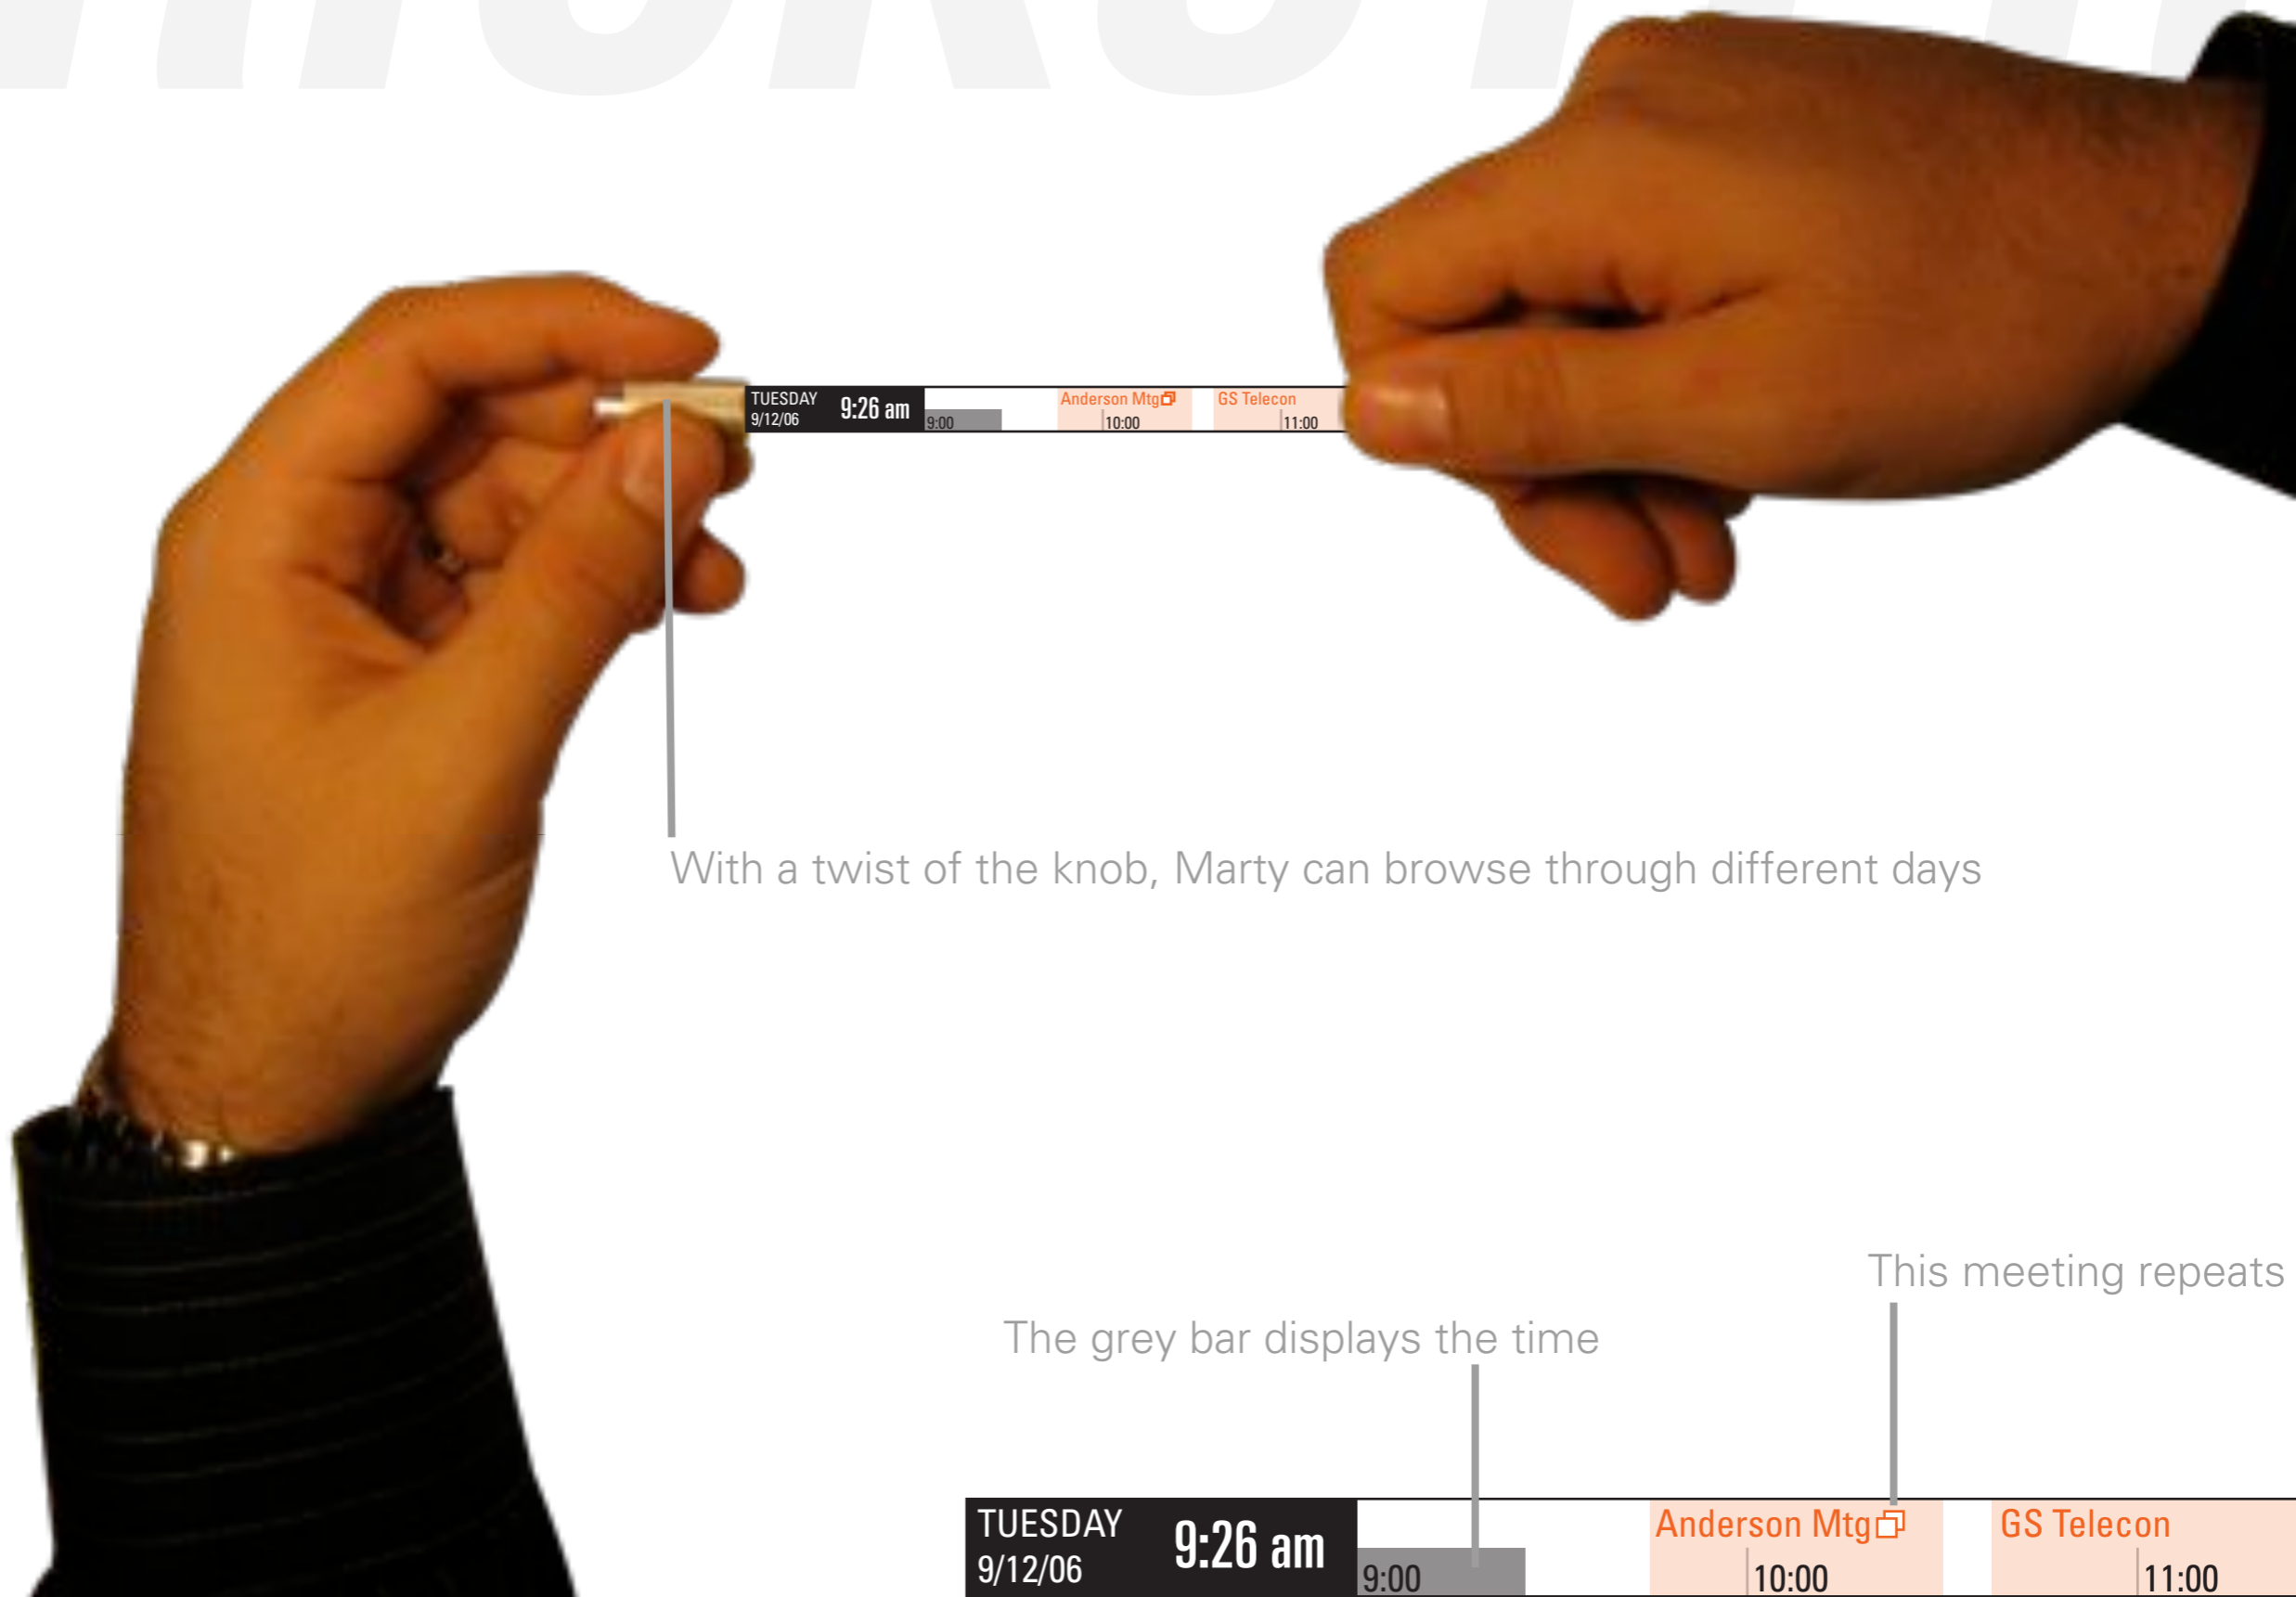 TUESDAY
9/12/06
9:26 am
9:00
Anderson Mtg
10:00
GS Telecon
11:00
With a twist of the knob, Marty can browse through different days
This meeting repeats
The grey bar displays the time
TUESDAY
9/12/06
9:26 am
9:00
Anderson Mtg
10:00
GS Telecon
11:00